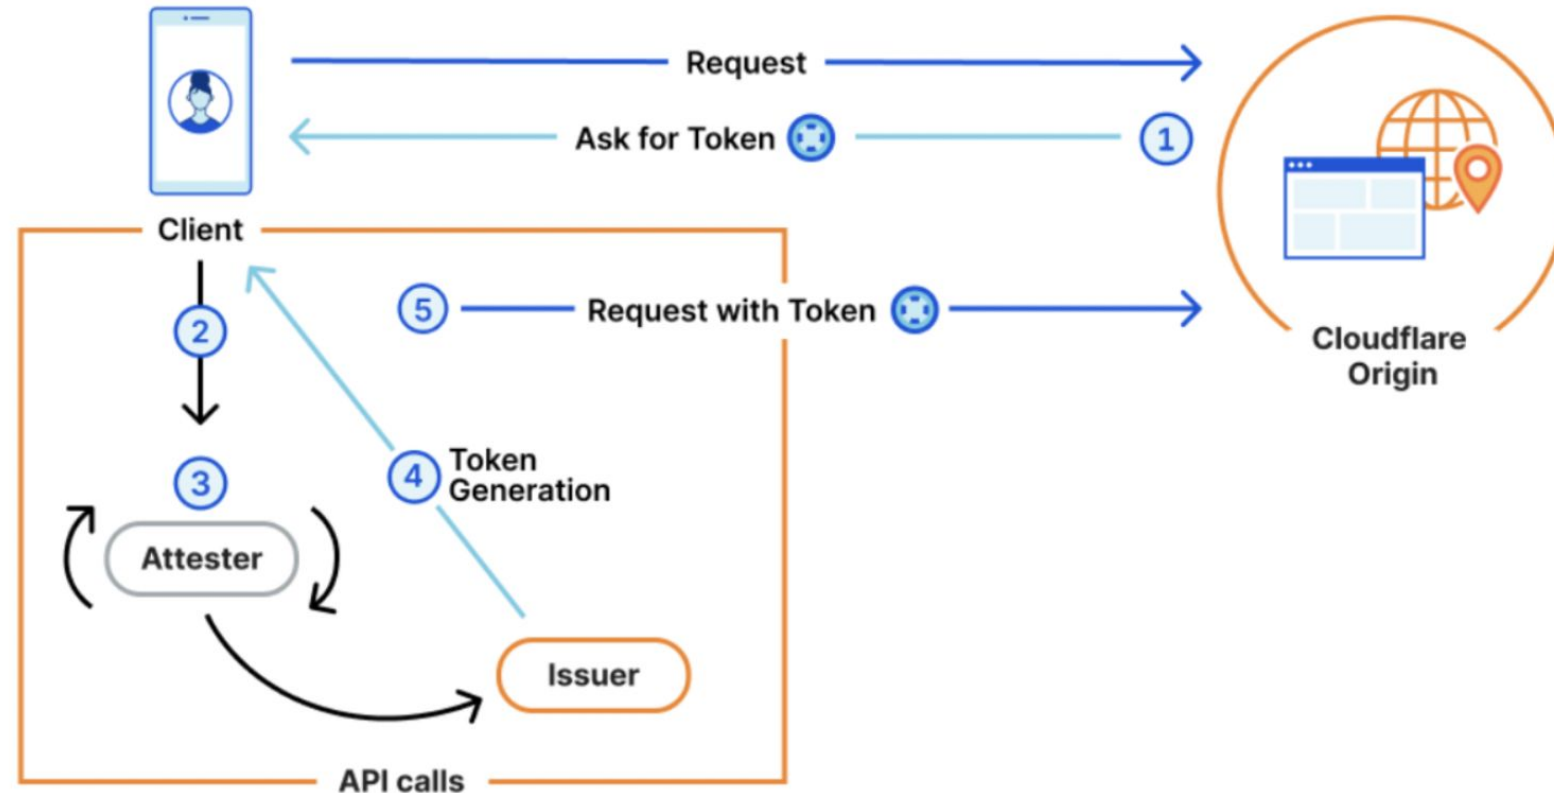 Request
Ask for Token
1
Client
5
Request with Token
Cloudflare
Origin
2
3
4
Token
Generation
Attester
Issuer
API calls